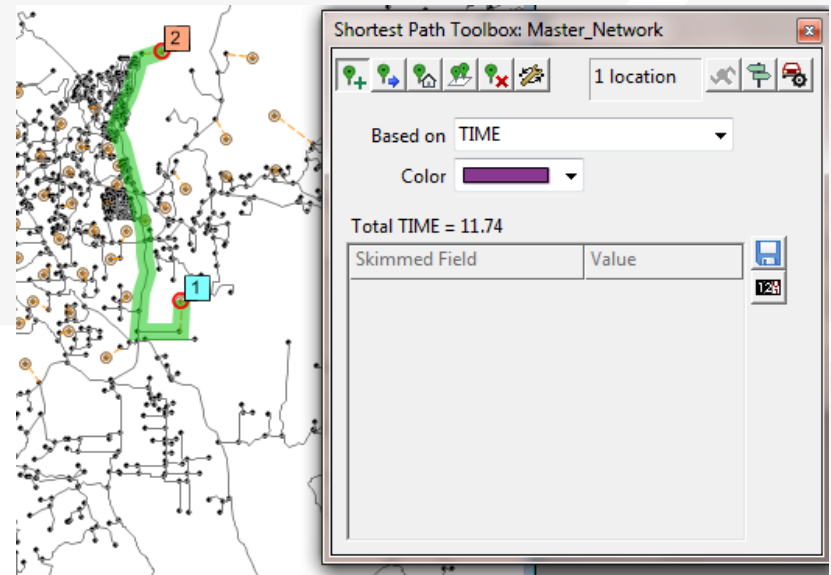 2
1
Shortest Path Toolbox: Master_Network
1 location
Based on TIME
Color
Total TIME = 11.74
Skimmed Field Value